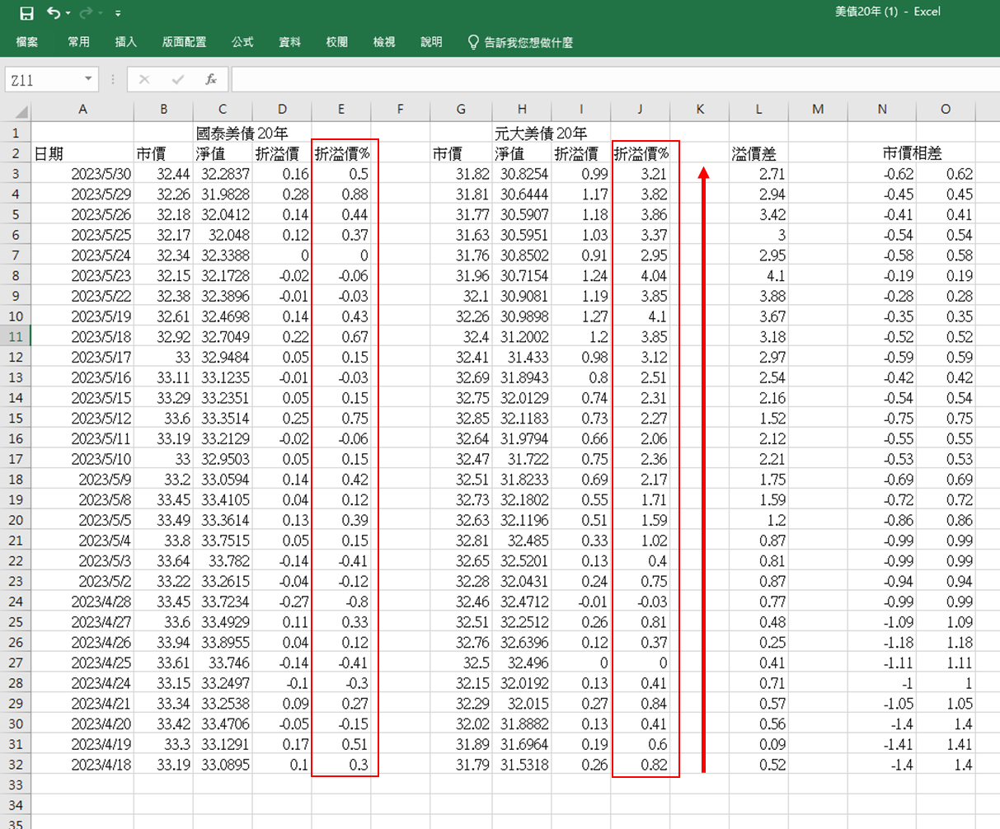 美債20年 (1) - Excel
檔案 常用 插入 版面配置 公式 資料 校閱 檢視 說明 告訴我您想做什麼
Z11 fx
A B C D E F G H I J K L M N O
1 國泰美債20年 元大美債20年
2 日期 市價 淨值 折溢價 折溢價% 市價 淨值 折溢價 折溢價% 溢價差 市價相差
3 2023/5/30 32.44 32.2837 0.16 0.5 31.82 30.8254 0.99 3.21 2.71 -0.62 0.62
4 2023/5/29 32.26 31.9828 0.28 0.88 31.81 30.6444 1.17 3.82 2.94 -0.45 0.45
5 2023/5/26 32.18 32.0412 0.14 0.44 31.77 30.5907 1.18 3.86 3.42 -0.41 0.41
6 2023/5/25 32.17 32.048 0.12 0.37 31.63 30.5951 1.03 3.37 3 -0.54 0.54
7 2023/5/24 32.34 32.3388 0 0 31.76 30.8502 0.91 2.95 2.95 -0.58 0.58
8 2023/5/23 32.15 32.1728 -0.02 -0.06 31.96 30.7154 1.24 4.04 4.1 -0.19 0.19
9 2023/5/22 32.38 32.3896 -0.01 -0.03 32.1 30.9081 1.19 3.85 3.88 -0.28 0.28
10 2023/5/19 32.61 32.4698 0.14 0.43 32.26 30.9898 1.27 4.1 3.67 -0.35 0.35
11 2023/5/18 32.92 32.7049 0.22 0.67 32.4 31.2002 1.2 3.85 3.18 -0.52 0.52
12 2023/5/17 33 32.9484 0.05 0.15 32.41 31.433 0.98 3.12 2.97 -0.59 0.59
13 2023/5/16 33.11 33.1235 -0.01 -0.03 32.69 31.8943 0.8 2.51 2.54 -0.42 0.42
14 2023/5/15 33.29 33.2351 0.05 0.15 32.75 32.0129 0.74 2.31 2.16 -0.54 0.54
15 2023/5/12 33.6 33.3514 0.25 0.75 32.85 32.1183 0.73 2.27 1.52 -0.75 0.75
16 2023/5/11 33.19 33.2129 -0.02 -0.06 32.64 31.9794 0.66 2.06 2.12 -0.55 0.55
17 2023/5/10 33 32.9503 0.05 0.15 32.47 31.722 0.75 2.36 2.21 -0.53 0.53
18 2023/5/9 33.2 33.0594 0.14 0.42 32.51 31.8233 0.69 2.17 1.75 -0.69 0.69
19 2023/5/8 33.45 33.4105 0.04 0.12 32.73 32.1802 0.55 1.71 1.59 -0.72 0.72
20 2023/5/5 33.49 33.3614 0.13 0.39 32.63 32.1196 0.51 1.59 1.2 -0.86 0.86
21 2023/5/4 33.8 33.7515 0.05 0.15 32.81 32.485 0.33 1.02 0.87 -0.99 0.99
22 2023/5/3 33.64 33.782 -0.14 -0.41 32.65 32.5201 0.13 0.4 0.81 -0.99 0.99
23 2023/5/2 33.22 33.2615 -0.04 -0.12 32.28 32.0431 0.24 0.75 0.87 -0.94 0.94
24 2023/4/28 33.45 33.7234 -0.27 -0.8 32.46 32.4712 -0.01 -0.03 0.77 -0.99 0.99
25 2023/4/27 33.6 33.4929 0.11 0.33 32.51 32.2512 0.26 0.81 0.48 -1.09 1.09
26 2023/4/26 33.94 33.8955 0.04 0.12 32.76 32.6396 0.12 0.37 0.25 -1.18 1.18
27 2023/4/25 33.61 33.746 -0.14 -0.41 32.5 32.496 0 0 0.41 -1.11 1.11
28 2023/4/24 33.15 33.2497 -0.1 -0.3 32.15 32.0192 0.13 0.41 0.71 -1 1
29 2023/4/21 33.34 33.2538 0.09 0.27 32.29 32.015 0.27 0.84 0.57 -1.05 1.05
30 2023/4/20 33.42 33.4706 -0.05 -0.15 32.02 31.8882 0.13 0.41 0.56 -1.4 1.4
31 2023/4/19 33.3 33.1291 0.17 0.51 31.89 31.6964 0.19 0.6 0.09 -1.41 1.41
32 2023/4/18 33.19 33.0895 0.1 0.3 31.79 31.5318 0.26 0.82 0.52 -1.4 1.4
33
34
35